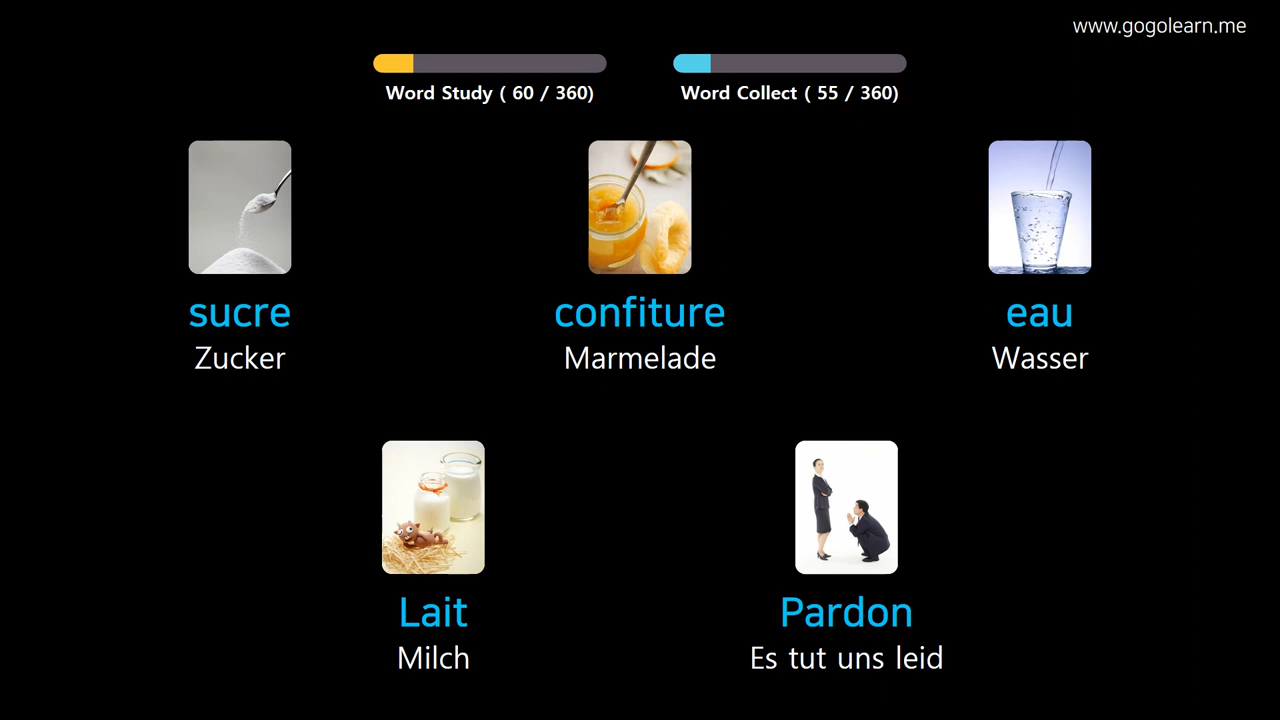 www.gogolearn.me
Word Study ( 60 / 360)
Word Collect ( 55 / 360)
sucre
Zucker
confiture
Marmelade
eau
Wasser
Lait
Milch
Pardon
Es tut uns leid